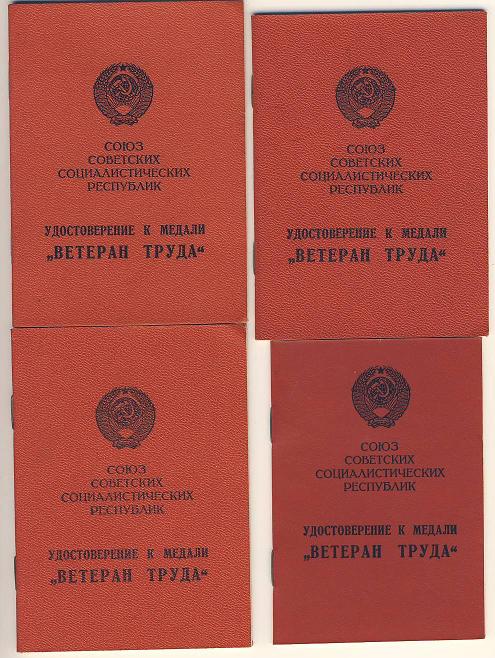 СОЮЗ
СОВЕТСКИХ
СОЦИАЛИСТИЧЕСКИХ
РЕСПУБЛИК
УДОСТОВЕРЕНИЕ К МЕДАЛИ
„ВЕТЕРАН ТРУДА“
СОЮЗ
СОВЕТСКИХ
СОЦИАЛИСТИЧЕСКИХ
РЕСПУБЛИК
УДОСТОВЕРЕНИЕ К МЕДАЛИ
„ВЕТЕРАН ТРУДА“
СОЮЗ
СОВЕТСКИХ
СОЦИАЛИСТИЧЕСКИХ
РЕСПУБЛИК
УДОСТОВЕРЕНИЕ К МЕДАЛИ
„ВЕТЕРАН ТРУДА“
СОЮЗ
СОВЕТСКИХ
СОЦИАЛИСТИЧЕСКИХ
РЕСПУБЛИК
УДОСТОВЕРЕНИЕ К МЕДАЛИ
„ВЕТЕРАН ТРУДА“